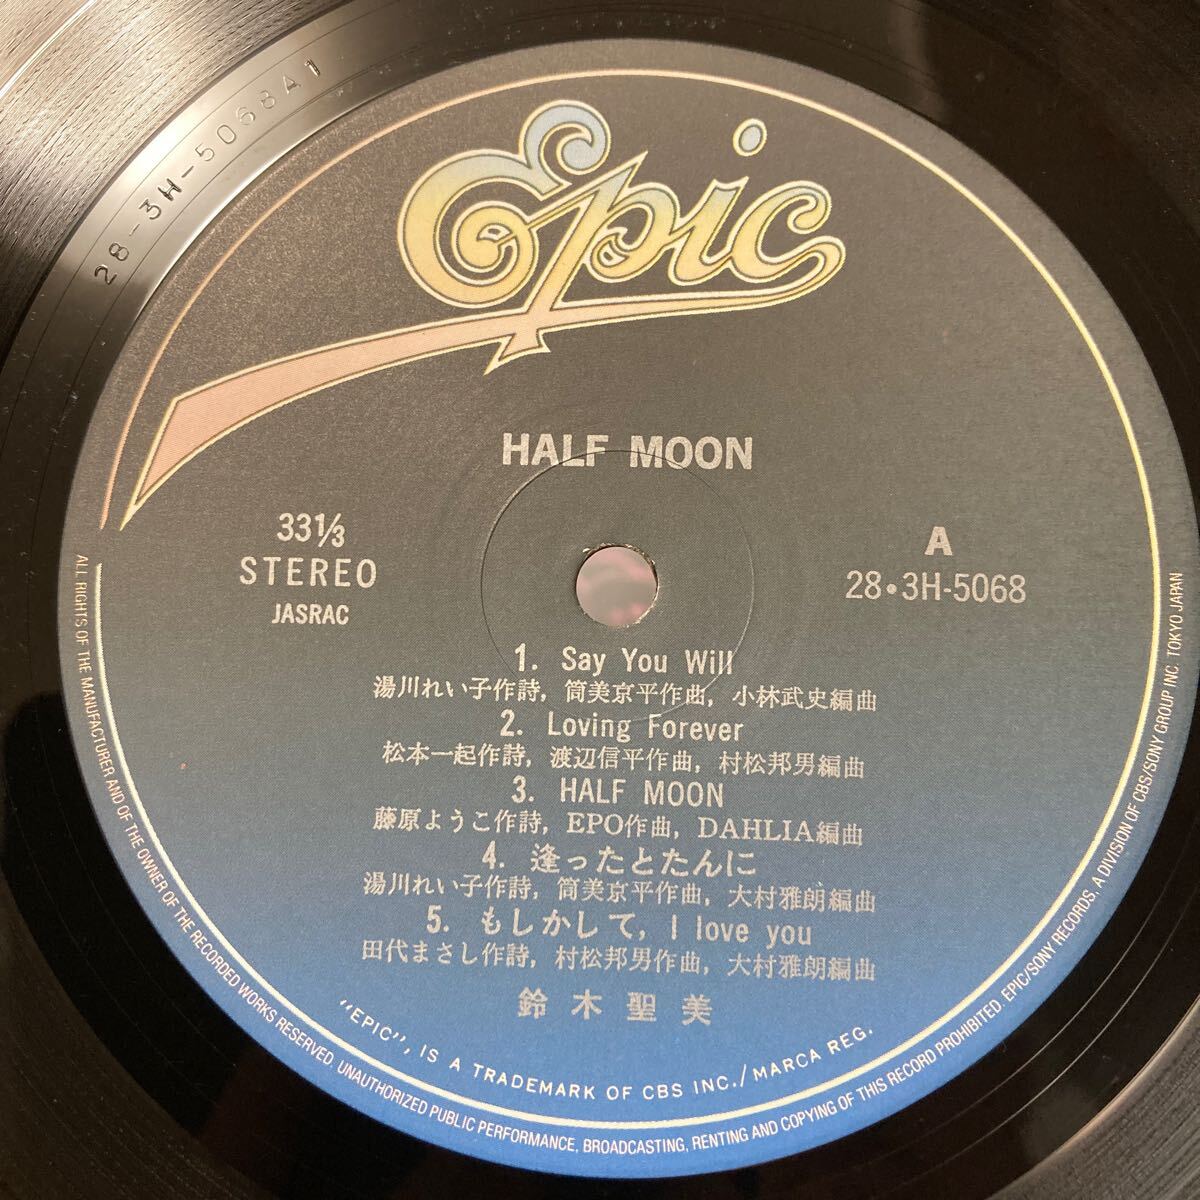 28-3H-5068A1
Epic
HALF MOON
33⅓
STEREO
JASRAC
A
28・3H-5068
1. Say You Will
湯川れい子作詩, 筒美京平作曲, 小林武史編曲
2. Loving Forever
松本一起作詩, 渡辺信平作曲, 村松邦男編曲
3. HALF MOON
藤原ようこ作詩, EPO作曲, DAHLIA編曲
4. 逢ったとたんに
湯川れい子作詩, 筒美京平作曲, 大村雅朗編曲
5. もしかして, I love you
田代まさし作詩, 村松邦男作曲, 大村雅朗編曲
鈴木聖美
"EPIC", IS A TRADEMARK OF CBS INC./MARCA REG.
ALL RIGHTS OF THE MANUFACTURER AND OF THE OWNER OF THE RECORDED WORKS RESERVED. UNAUTHORIZED PUBLIC PERFORMANCE, BROADCASTING, RENTING AND COPYING OF THIS RECORD PROHIBITED. EPIC/SONY RECORDS. A DIVISION OF CBS/SONY GROUP INC. TOKYO JAPAN